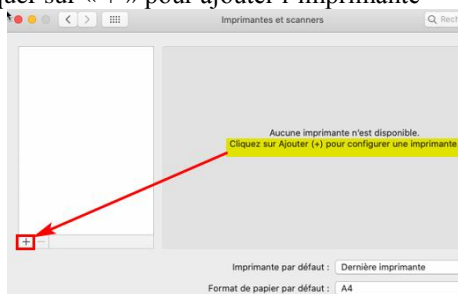 quer sur « + » pour ajouter l'imprimante
Imprimantes et scanners
Rech
Aucune imprimante n'est disponible.
Cliquez sur Ajouter (+) pour configurer une imprimante
+ −
Imprimante par défaut : Dernière imprimante
Format de papier par défaut : A4